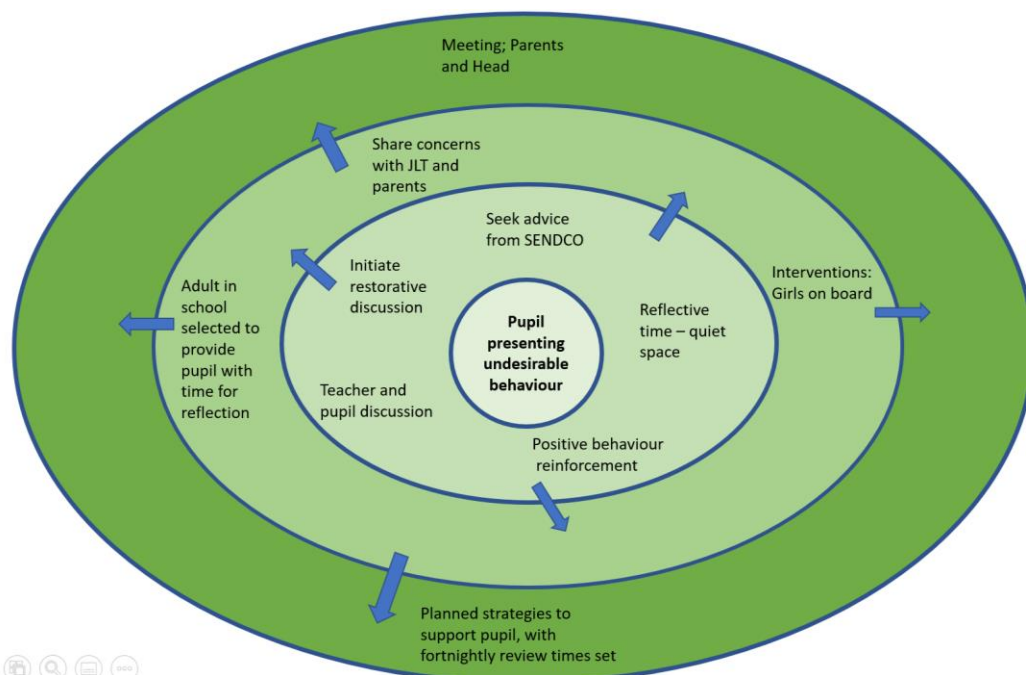 Meeting; Parents
and Head
Share concerns
with JLT and
parents
Seek advice
from SENDCO
Initiate
restorative
discussion
Adult in
school
selected to
provide
pupil with
time for
reflection
Interventions:
Girls on board
Reflective
time – quiet
space
Pupil
presenting
undesirable
behaviour
Teacher and
pupil discussion
Positive behaviour
reinforcement
Planned strategies to
support pupil, with
fortnightly review times set